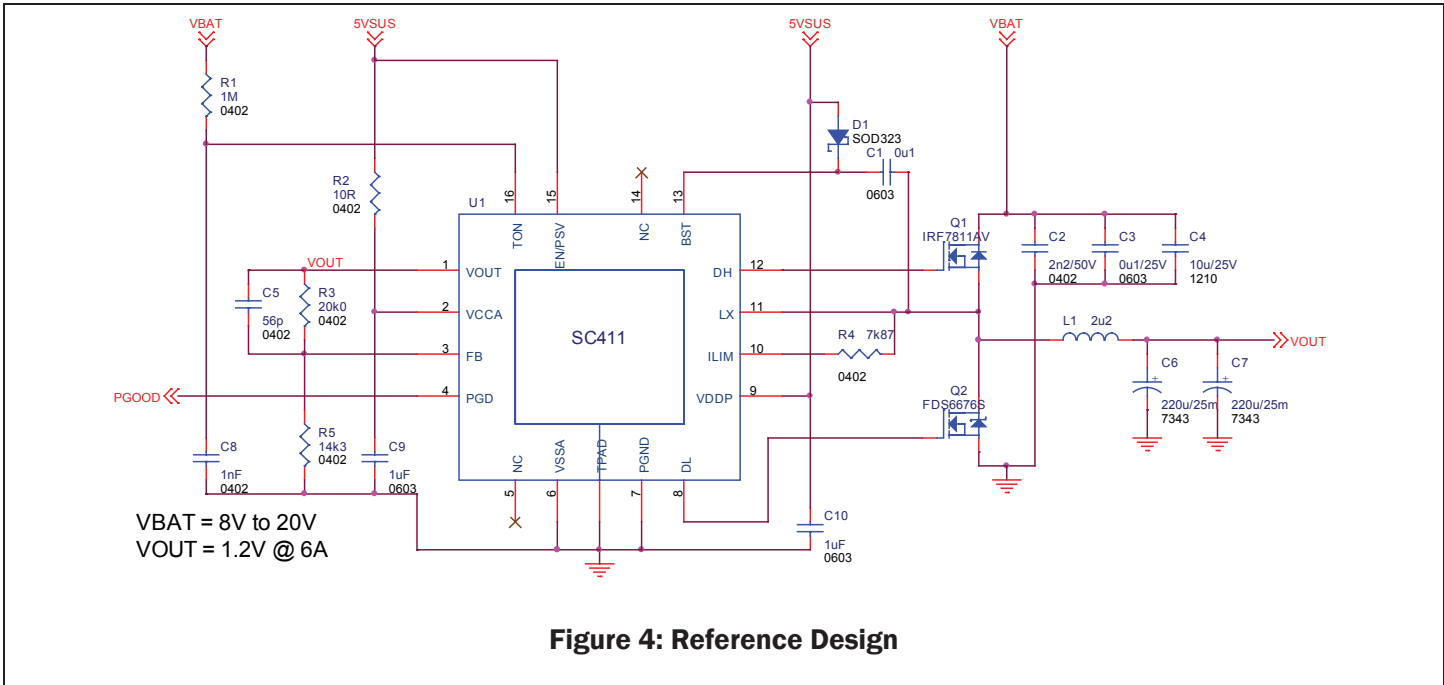 VBAT
5VSUS
5VSUS
VBAT
R1
1M
0402
D1
SOD323
C1 0u1
0603
R2
10R
0402
U1
16
15
14
13
TON
EN/PSV
NC
BST
Q1
IRF7811AV
C2
2n2/50V
0402
C3
0u1/25V
0603
C4
10u/25V
1210
VOUT
1
VOUT
DH
12
C5
56p
0402
R3
20k0
0402
2
VCCA
LX
11
SC411
L1 2u2
VOUT
3
FB
ILIM
10
R4 7k87
0402
C6
220u/25m
7343
C7
220u/25m
7343
PGOOD
4
PGD
VDDP
9
Q2
FDS6676S
R5
14k3
0402
C8
1nF
0402
C9
1uF
0603
NC
VSSA
TPAD
PGND
DL
5
6
7
8
C10
1uF
0603
VBAT = 8V to 20V
VOUT = 1.2V @ 6A
Figure 4: Reference Design